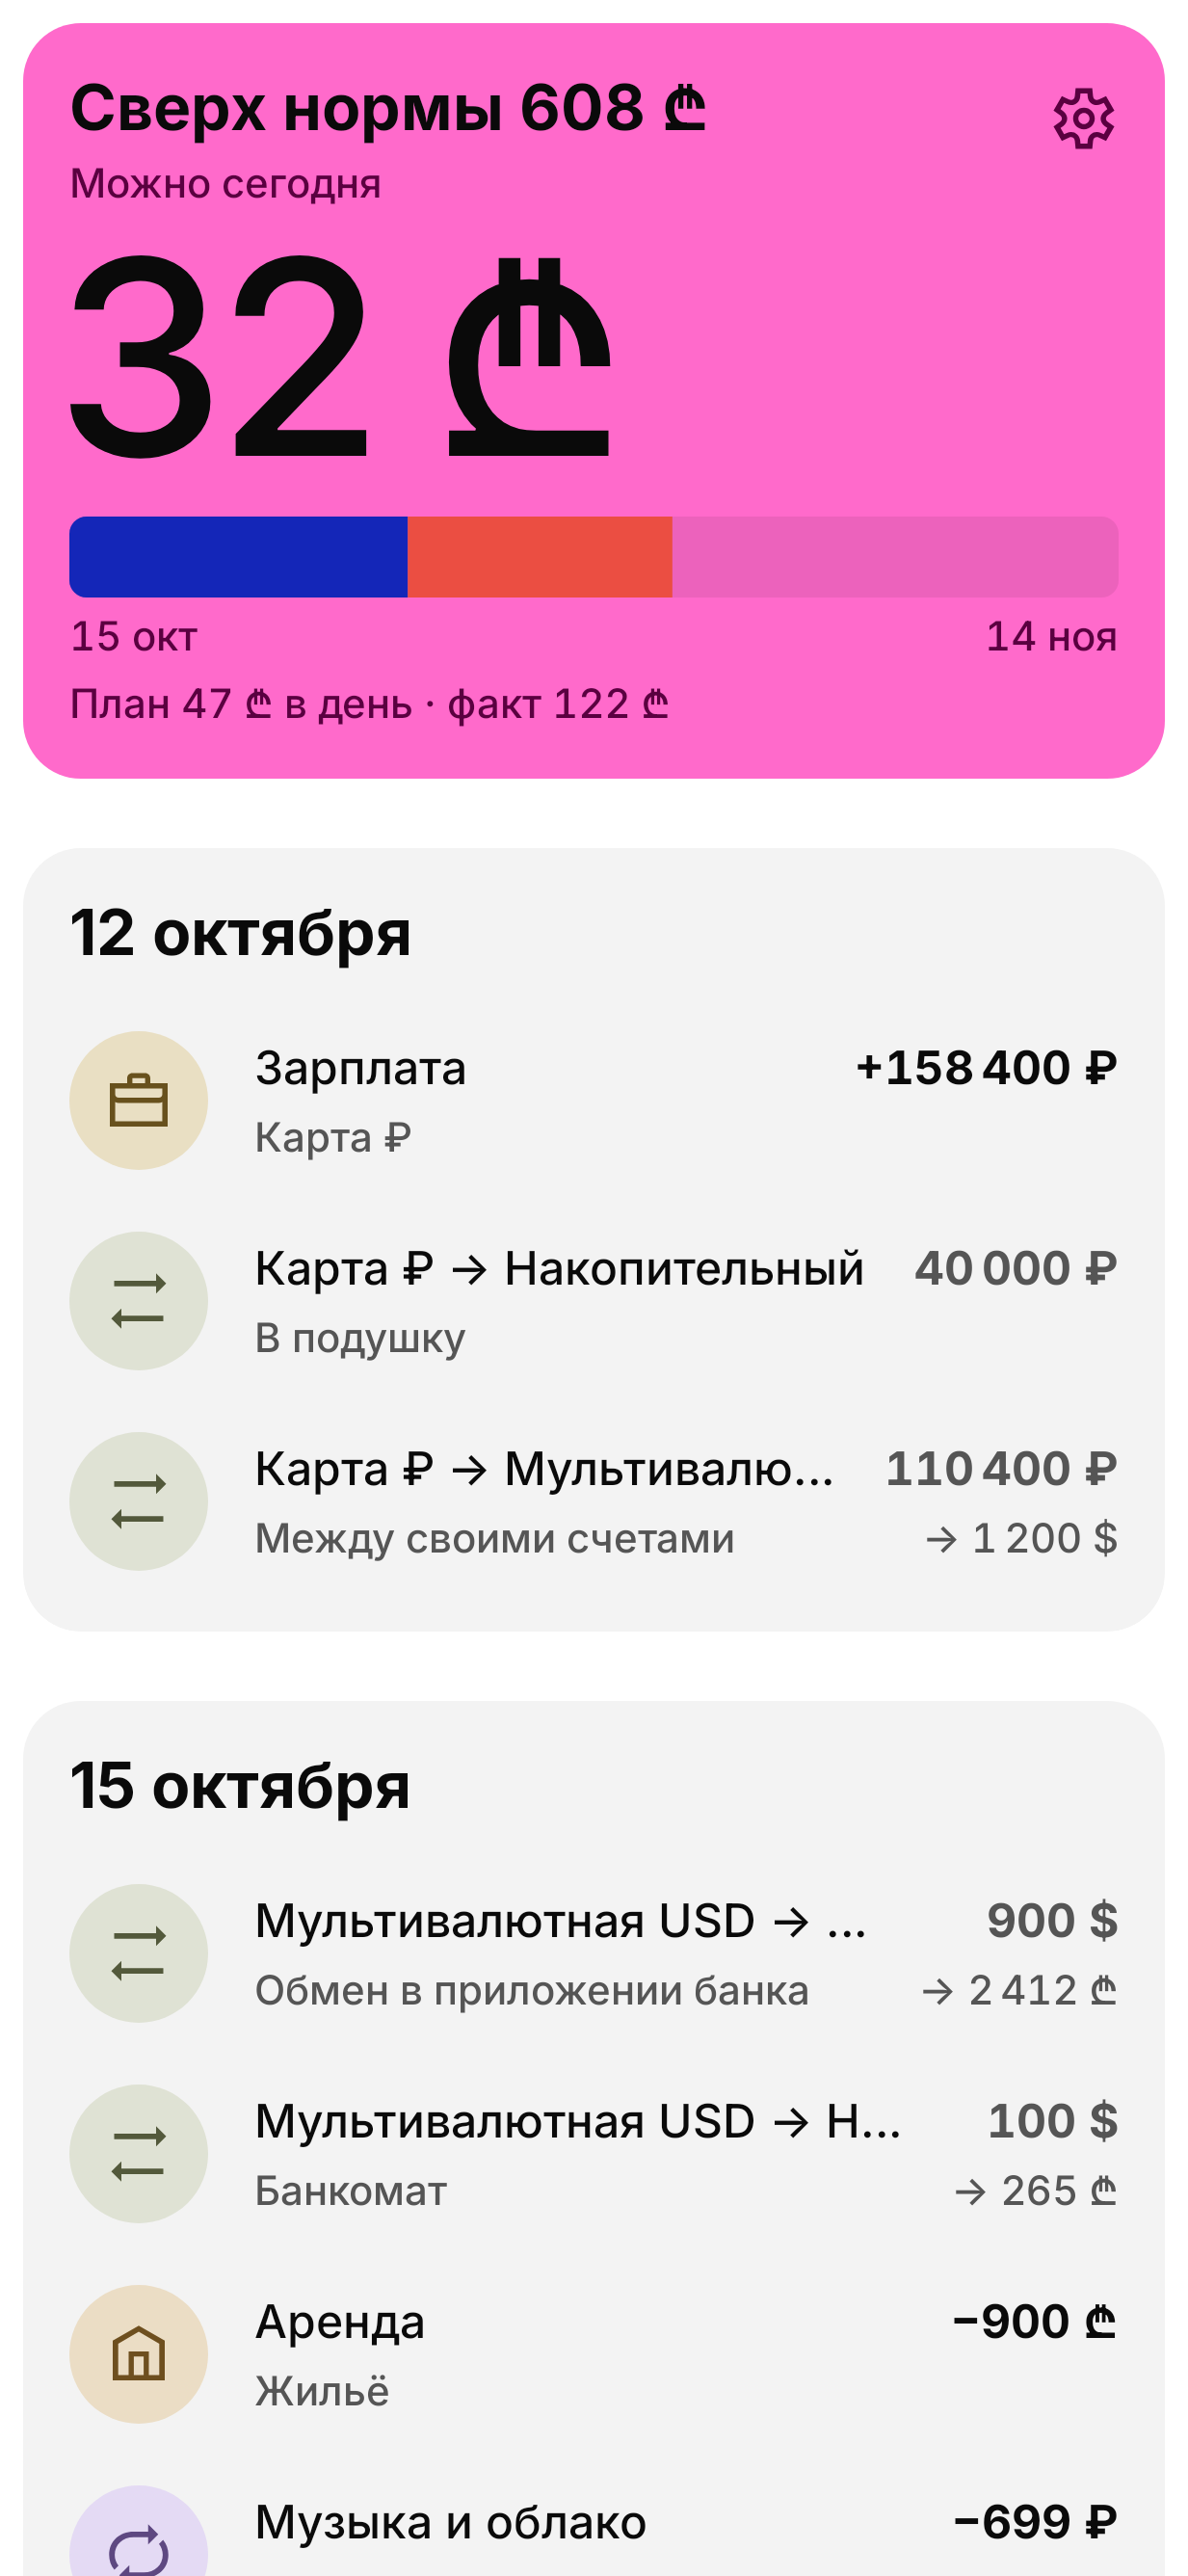 Сверх нормы 608 ₾
Можно сегодня
32 ₾
15 окт 14 ноя
План 47 ₾ в день · факт 122 ₾
12 октября
Зарплата +158 400 ₽
Карта ₽
Карта ₽ → Накопительный 40 000 ₽
В подушку
Карта ₽ → Мультивалю... 110 400 ₽
Между своими счетами → 1 200 $
15 октября
Мультивалютная USD → ... 900 $
Обмен в приложении банка → 2 412 ₾
Мультивалютная USD → Н... 100 $
Банкомат → 265 ₾
Аренда −900 ₾
Жильё
Музыка и облако −699 ₽